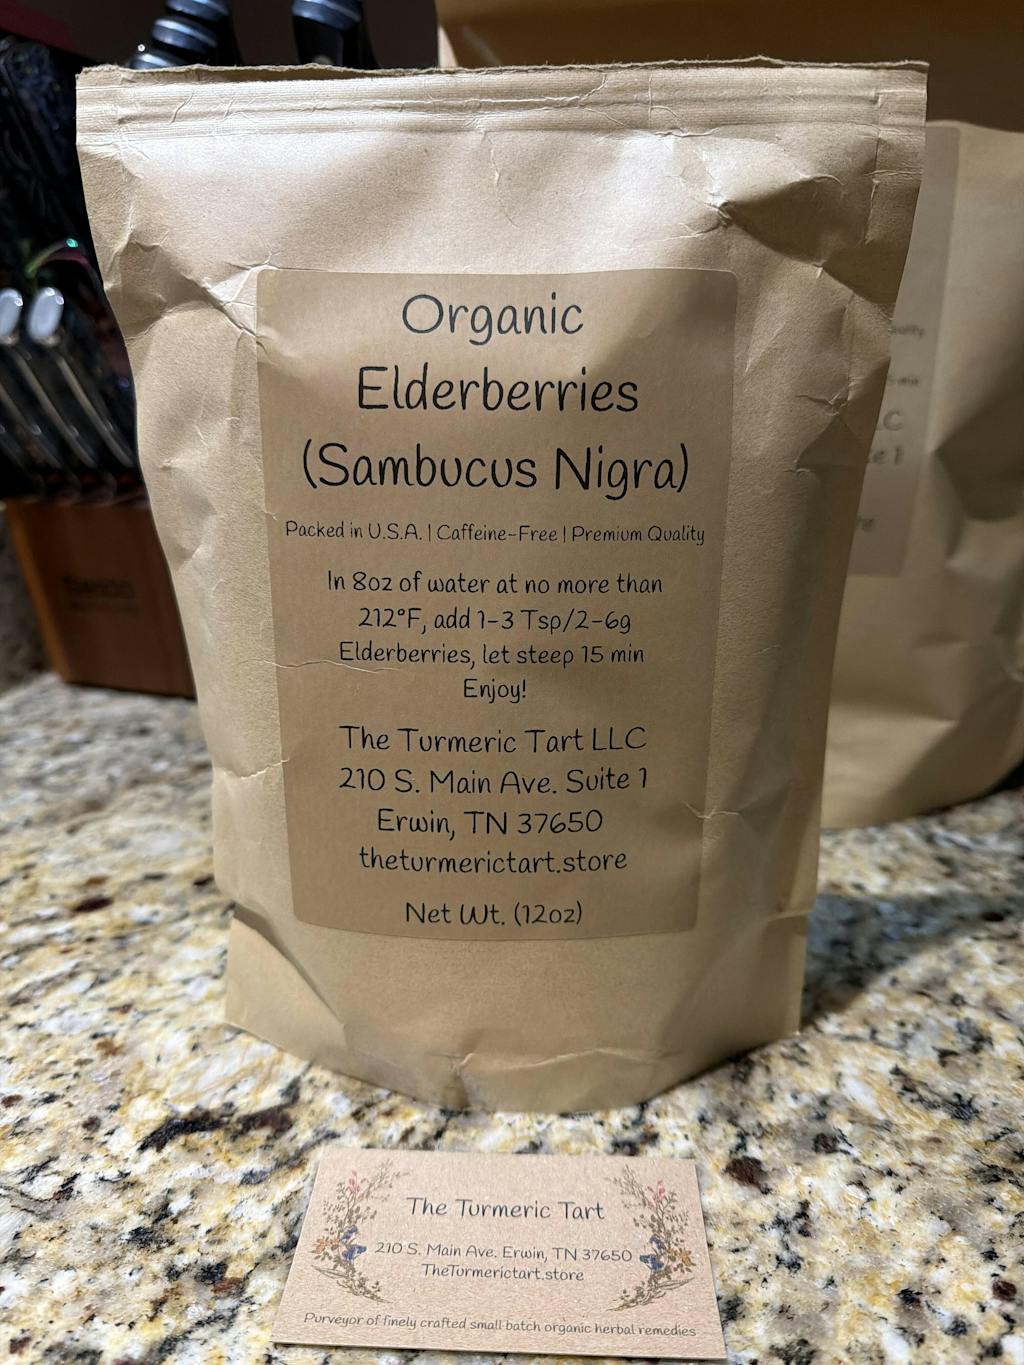 Organic
Elderberries
(Sambucus Nigra)
Packed in U.S.A. | Caffeine-Free | Premium Quality
In 8oz of water at no more than
212°F, add 1-3 Tsp/2-6g
Elderberries, let steep 15 min
Enjoy!
The Turmeric Tart LLC
210 S. Main Ave. Suite 1
Erwin, TN 37650
theturmerictart.store
Net Wt. (12oz)
The Turmeric Tart
210 S. Main Ave. Erwin, TN 37650
TheTurmerictart.store
Purveyor of finely crafted small batch organic herbal remedies